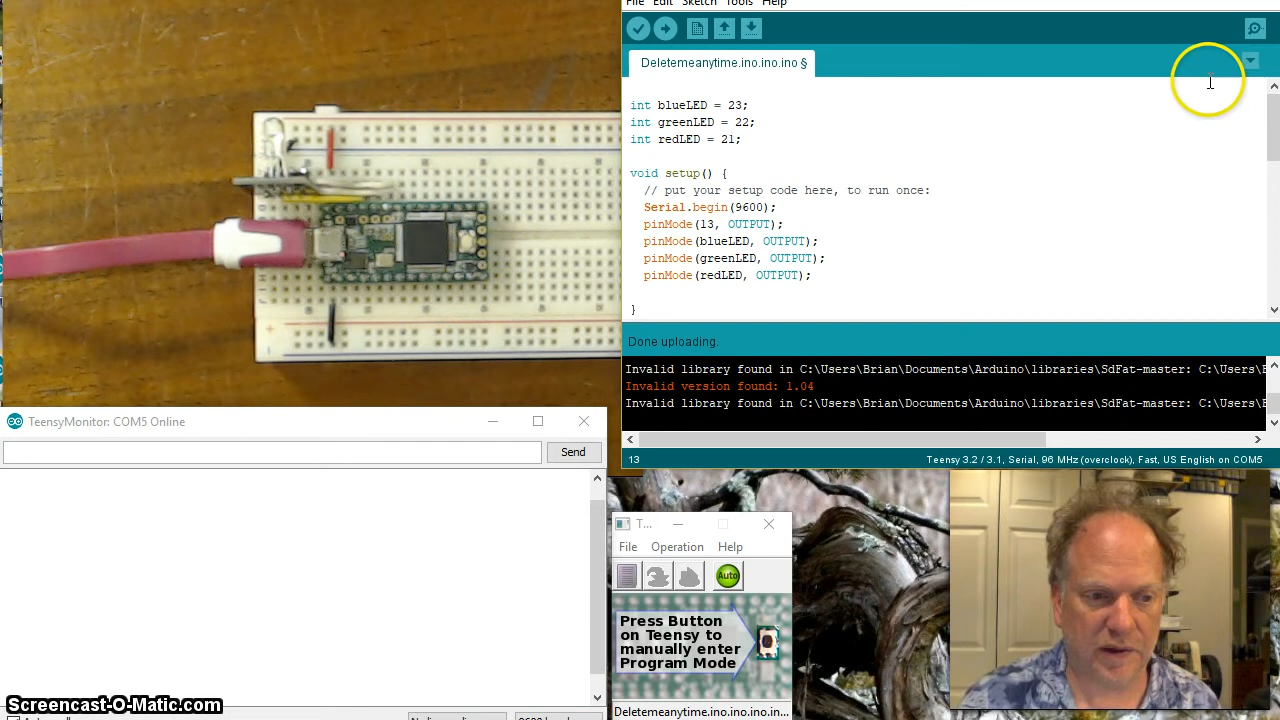 File Edit Sketch Tools Help
Deletemeanytime.ino.ino.ino §
int blueLED = 23;
int greenLED = 22;
int redLED = 21;
void setup() {
// put your setup code here, to run once:
Serial.begin(9600);
pinMode(13, OUTPUT);
pinMode(blueLED, OUTPUT);
pinMode(greenLED, OUTPUT);
pinMode(redLED, OUTPUT);
}
Done uploading.
Invalid library found in C:\Users\Brian\Documents\Arduino\libraries\SdFat-master: C:\Users\B
Invalid version found: 1.04
Invalid library found in C:\Users\Brian\Documents\Arduino\libraries\SdFat-master: C:\Users\B
13
Teensy 3.2 / 3.1, Serial, 96 MHz (overclock), Fast, US English on COM5
TeensyMonitor: COM5 Online
Send
T...
File Operation Help
Auto
Press Button
on Teensy to
manually enter
Program Mode
Deletemeanytime.ino.ino.ino.in...
Screencast-O-Matic.com